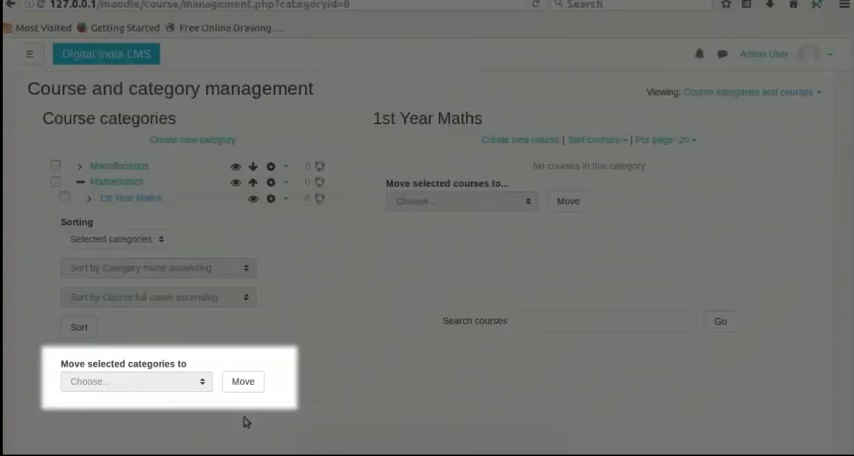 127.0.0.1/moodle/course/management.php?categoryid=8
Search
Most Visited Getting Started Free Online Drawing ...
Digital India LMS
Admin User
Course and category management
Viewing: Course categories and courses
Course categories
1st Year Maths
Create new category
Create new course | Sort courses | Per page: 20
Miscellaneous 0
No courses in this category
Mathematics 0
Move selected courses to...
1st Year Maths 0
Choose... Move
Sorting
Selected categories
Sort by Category name ascending
Sort by Course full name ascending
Sort
Search courses Go
Move selected categories to
Choose... Move